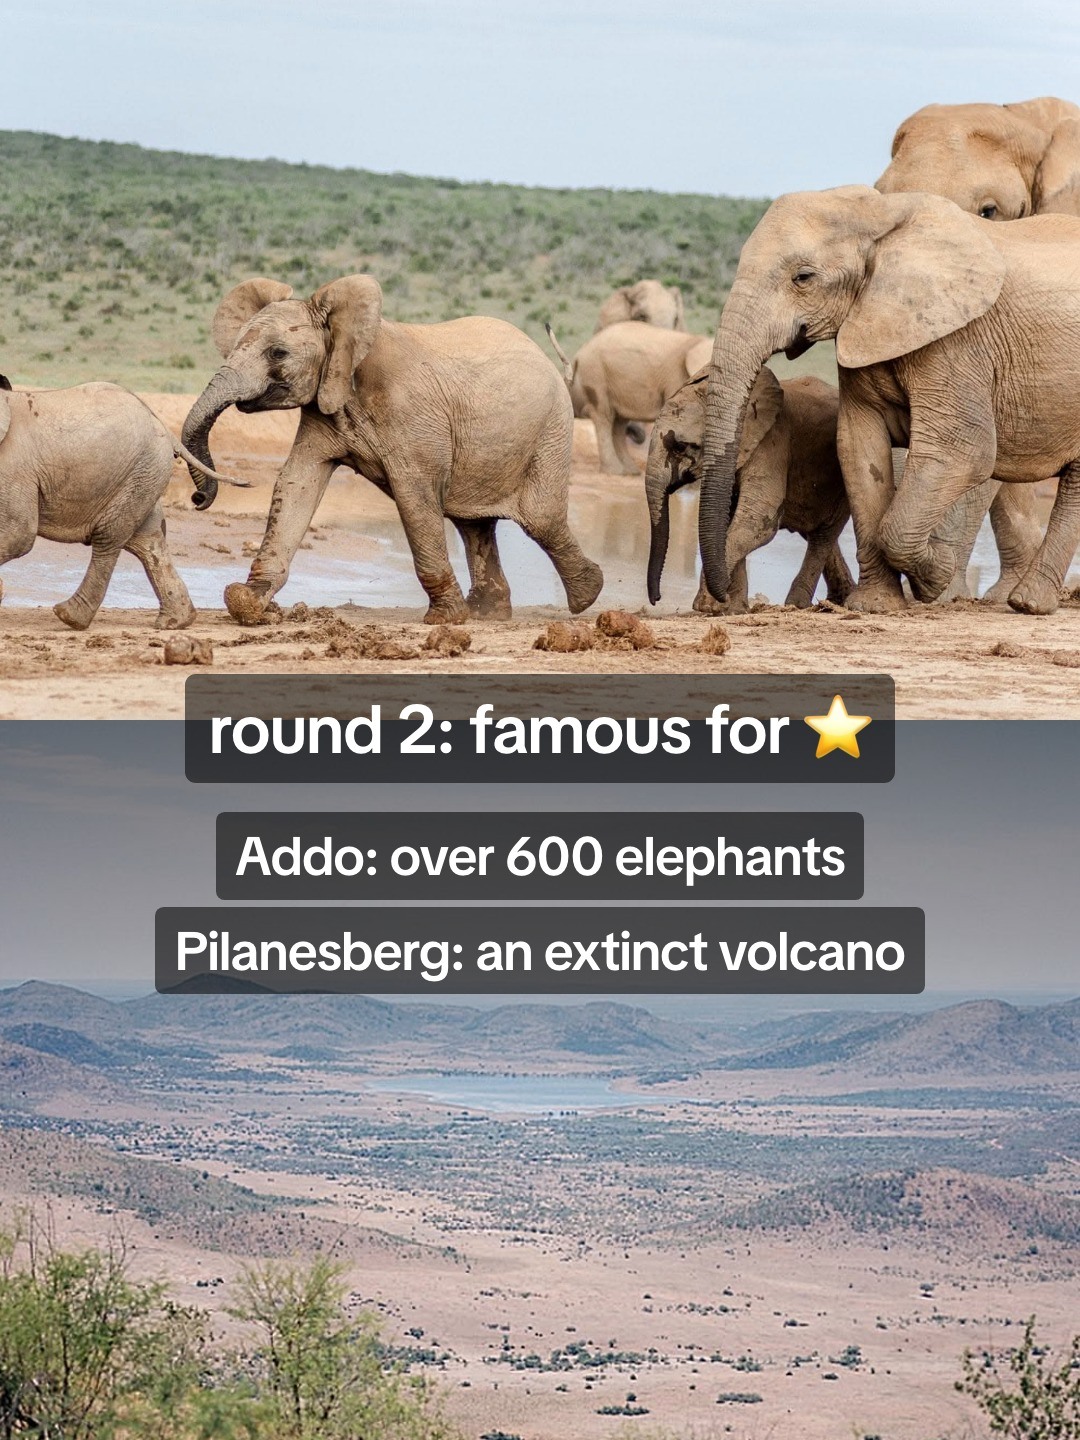 round 2: famous for ⭐
Addo: over 600 elephants
Pilanesberg: an extinct volcano